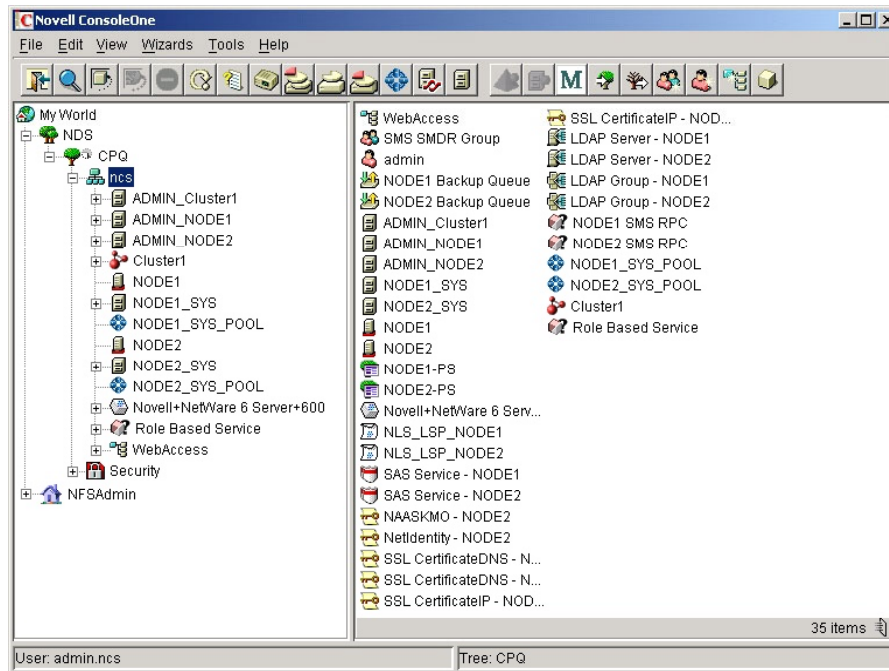 Novell ConsoleOne
File Edit View Wizards Tools Help
My World
NDS
CPQ
ncs
ADMIN_Cluster1
ADMIN_NODE1
ADMIN_NODE2
Cluster1
NODE1
NODE1_SYS
NODE1_SYS_POOL
NODE2
NODE2_SYS
NODE2_SYS_POOL
Novell+NetWare 6 Server+600
Role Based Service
WebAccess
Security
NFSAdmin
WebAccess
SMS SMDR Group
admin
NODE1 Backup Queue
NODE2 Backup Queue
ADMIN_Cluster1
ADMIN_NODE1
ADMIN_NODE2
NODE1_SYS
NODE2_SYS
NODE1
NODE2
NODE1-PS
NODE2-PS
Novell+NetWare 6 Serv...
NLS_LSP_NODE1
NLS_LSP_NODE2
SAS Service - NODE1
SAS Service - NODE2
NAASKMO - NODE2
NetIdentity - NODE2
SSL CertificateDNS - N...
SSL CertificateDNS - N...
SSL CertificateIP - NOD...
SSL CertificateIP - NOD...
LDAP Server - NODE1
LDAP Server - NODE2
LDAP Group - NODE1
LDAP Group - NODE2
NODE1 SMS RPC
NODE2 SMS RPC
NODE1_SYS_POOL
NODE2_SYS_POOL
Cluster1
Role Based Service
35 items
User: admin.ncs
Tree: CPQ